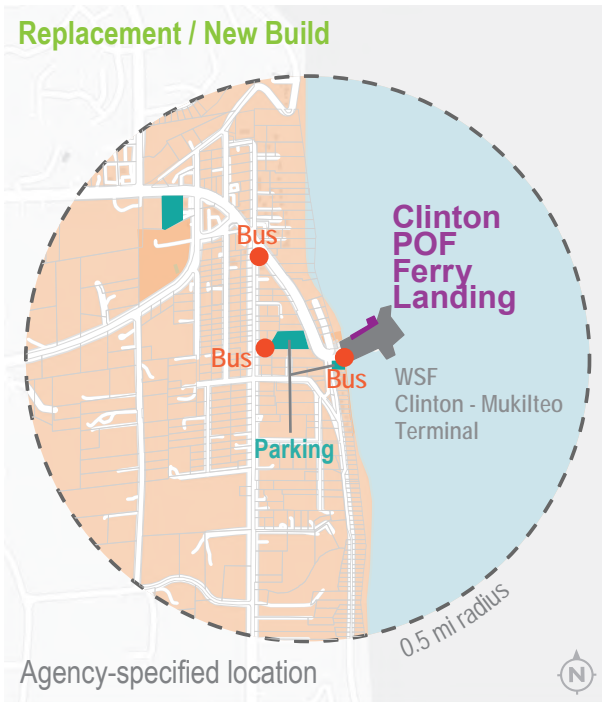 Replacement / New Build
Bus
Clinton
POF
Ferry
Landing
Bus
Bus
WSF
Clinton - Mukilteo
Terminal
Parking
0.5 mi radius
Agency-specified location
N